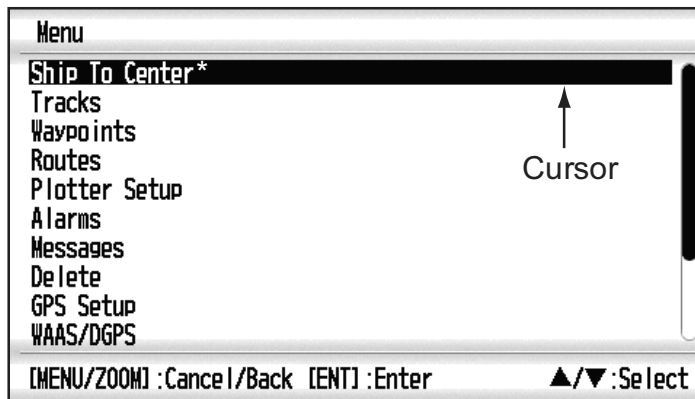 Menu
Ship To Center*
Tracks
Waypoints
Routes
Cursor
Plotter Setup
Alarms
Messages
Delete
GPS Setup
WAAS/DGPS
[MENU/ZOOM]:Cancel/Back [ENT]:Enter ▲/▼:Select